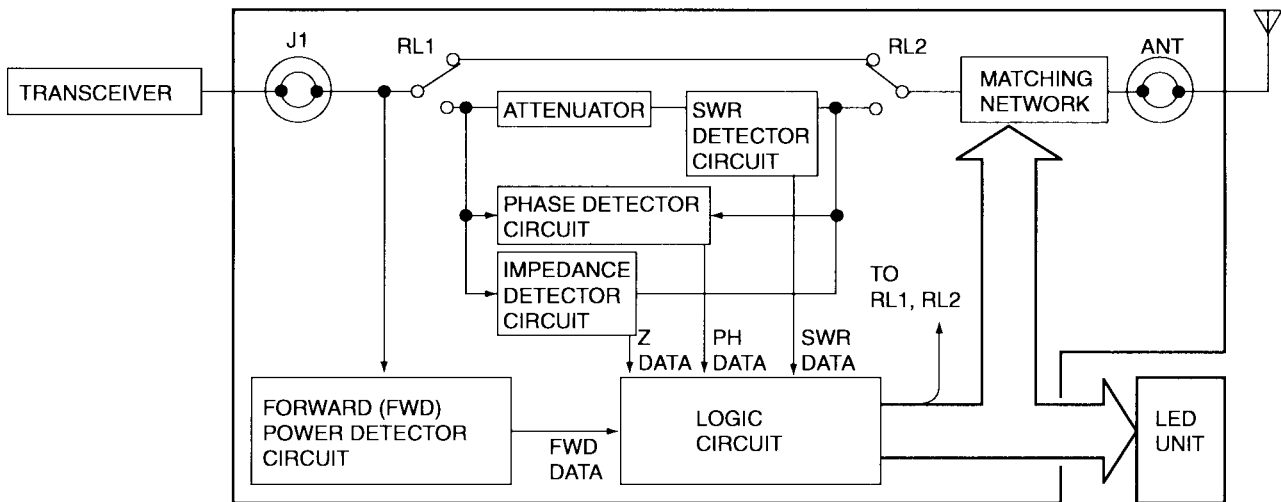 J1
RL1
RL2
ANT
TRANSCEIVER
MATCHING
NETWORK
ATTENUATOR
SWR
DETECTOR
CIRCUIT
PHASE DETECTOR
CIRCUIT
IMPEDANCE
DETECTOR
CIRCUIT
TO
RL1, RL2
Z
DATA
PH
DATA
SWR
DATA
FORWARD (FWD)
POWER DETECTOR
CIRCUIT
FWD
DATA
LOGIC
CIRCUIT
LED
UNIT